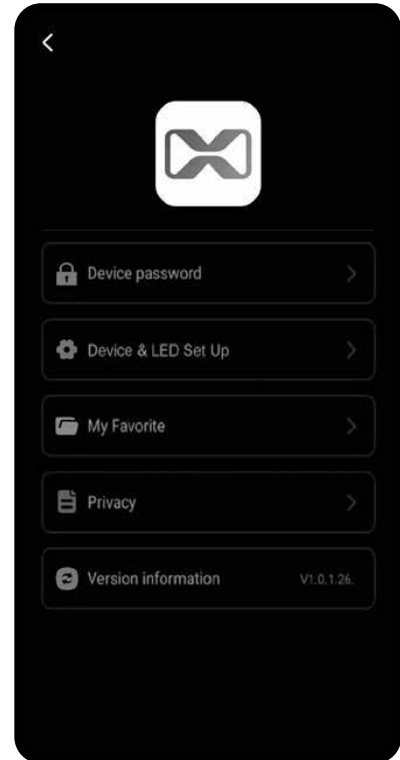 Device password
Device & LED Set Up
My Favorite
Privacy
Version information V1.0.1.26.